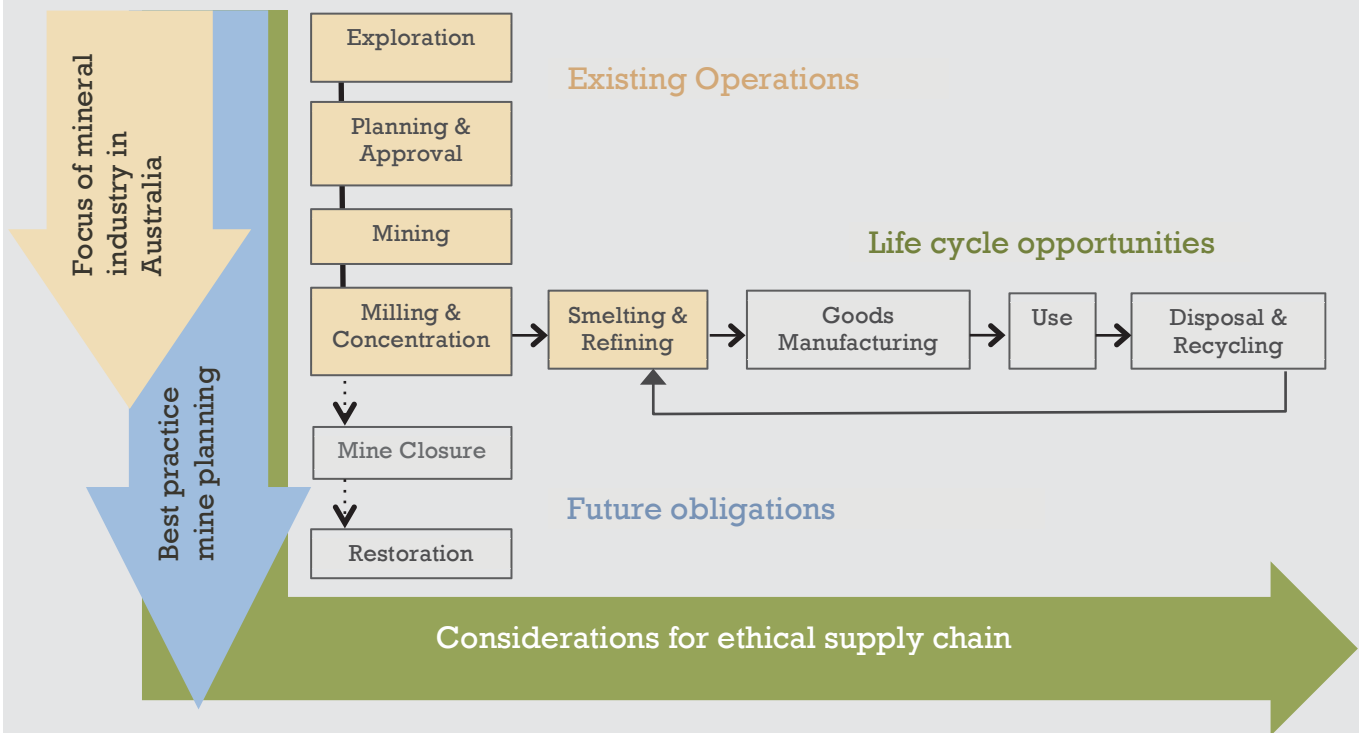 Focus of mineral
industry in
Australia
Best practice
mine planning
Exploration
Existing Operations
Planning &
Approval
Mining
Life cycle opportunities
Milling &
Concentration
Smelting &
Refining
Goods
Manufacturing
Use
Disposal &
Recycling
Mine Closure
Future obligations
Restoration
Considerations for ethical supply chain